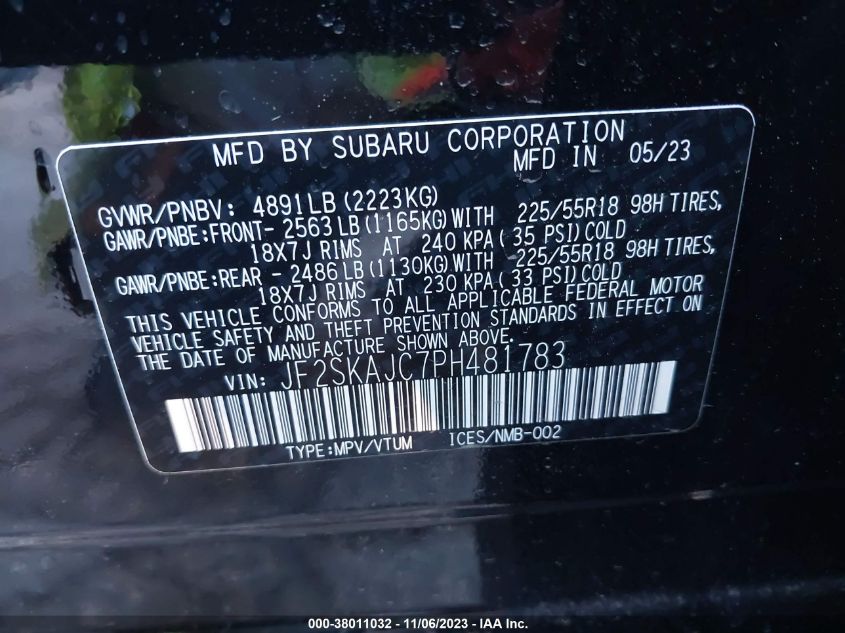 MFD BY SUBARU CORPORATION
MFD IN 05/23
GVWR/PNBV: 4891LB (2223KG)
GAWR/PNBE:FRONT- 2563LB (1165KG) WITH 225/55R18 98H TIRES,
18X7J RIMS AT 240 KPA ( 35 PSI) COLD
GAWR/PNBE:REAR - 2486LB (1130KG) WITH 225/55R18 98H TIRES,
18X7J RIMS AT 230 KPA ( 33 PSI) COLD
THIS VEHICLE CONFORMS TO ALL APPLICABLE FEDERAL MOTOR
VEHICLE SAFETY AND THEFT PREVENTION STANDARDS IN EFFECT ON
THE DATE OF MANUFACTURE SHOWN ABOVE.
VIN: JF2SKAJC7PH481783
TYPE:MPV/VTUM ICES/NMB-002
000-38011032 - 11/06/2023 - IAA Inc.